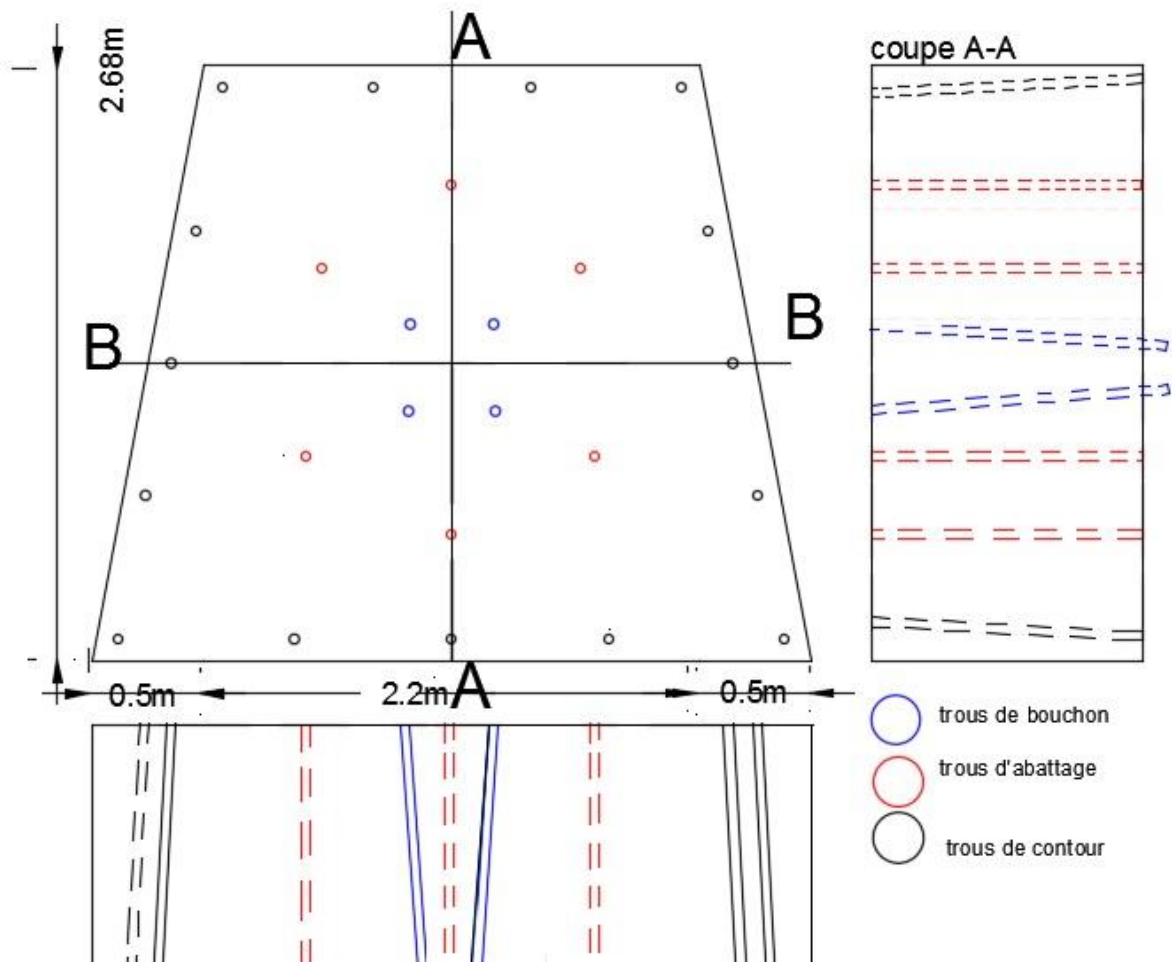 A
2.68m
coupe A-A
B
B
0.5m
2.2m
A
0.5m
trous de bouchon
trous d'abattage
trous de contour